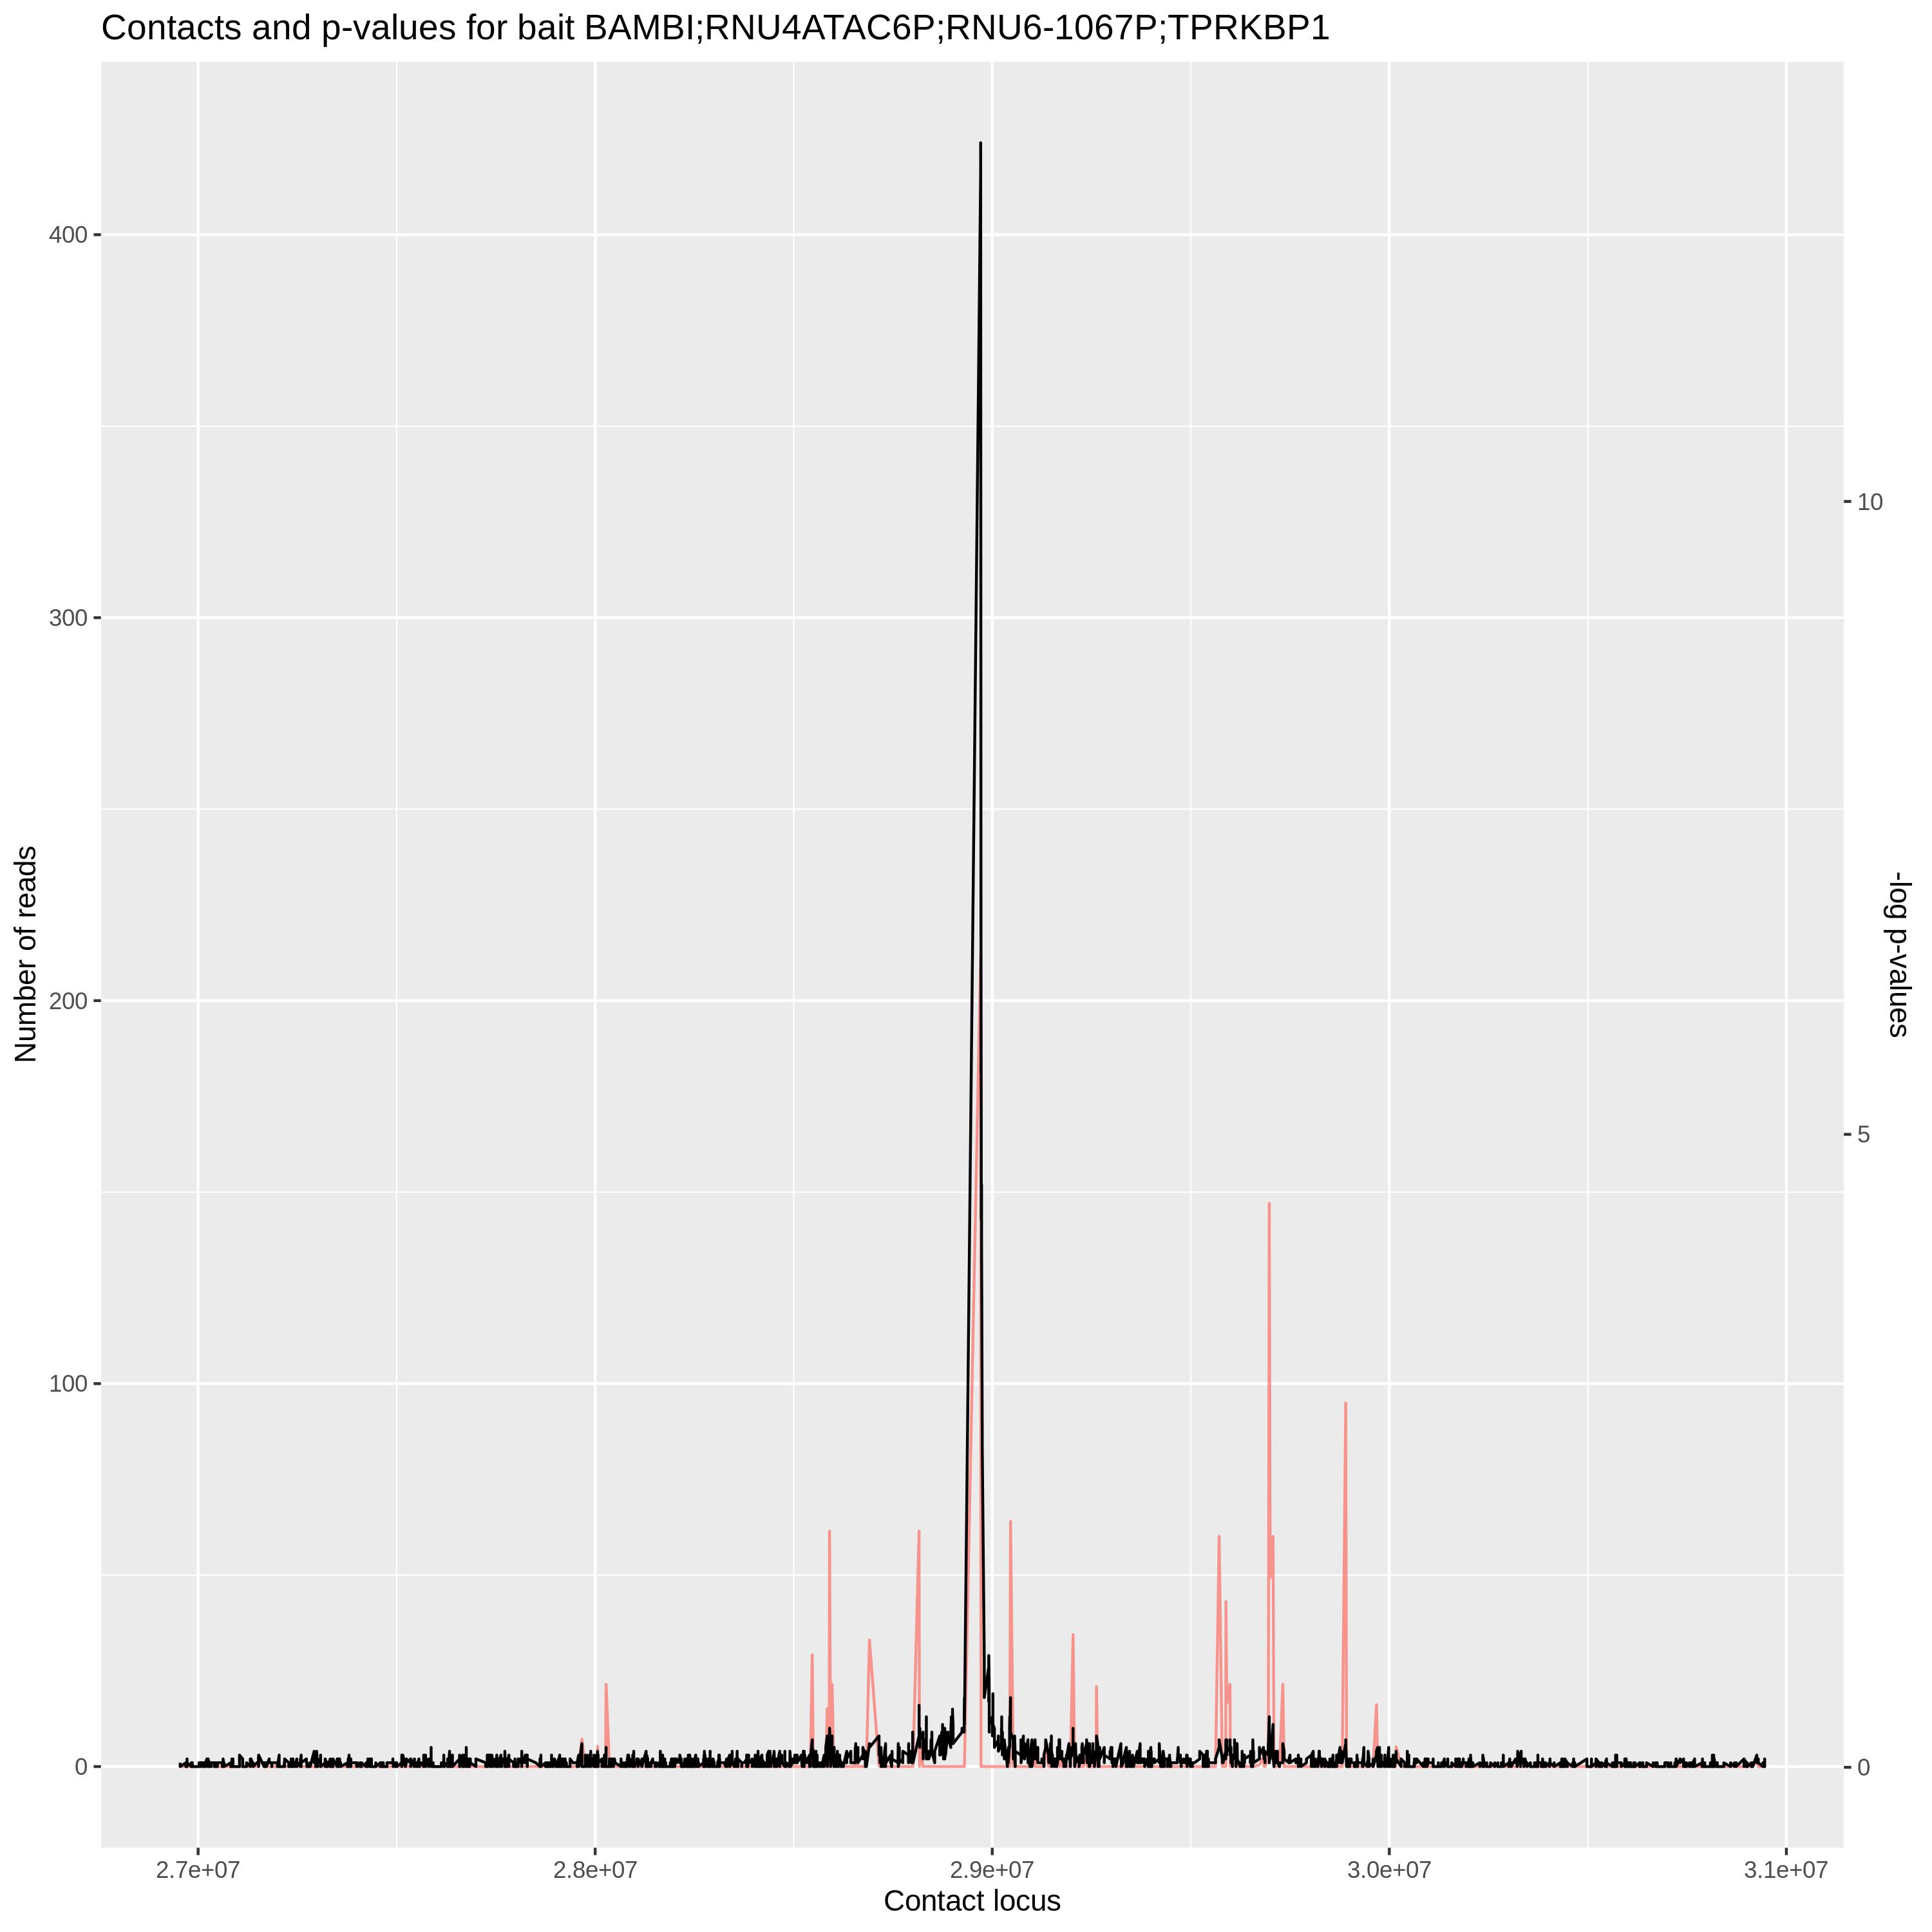 Contacts and p-values for bait BAMBI;RNU4ATAC6P;RNU6-1067P;TPRKBP1
400
300
200
100
0
Number of reads
10
5
0
-log p-values
2.7e+07 2.8e+07 2.9e+07 3.0e+07 3.1e+07
Contact locus